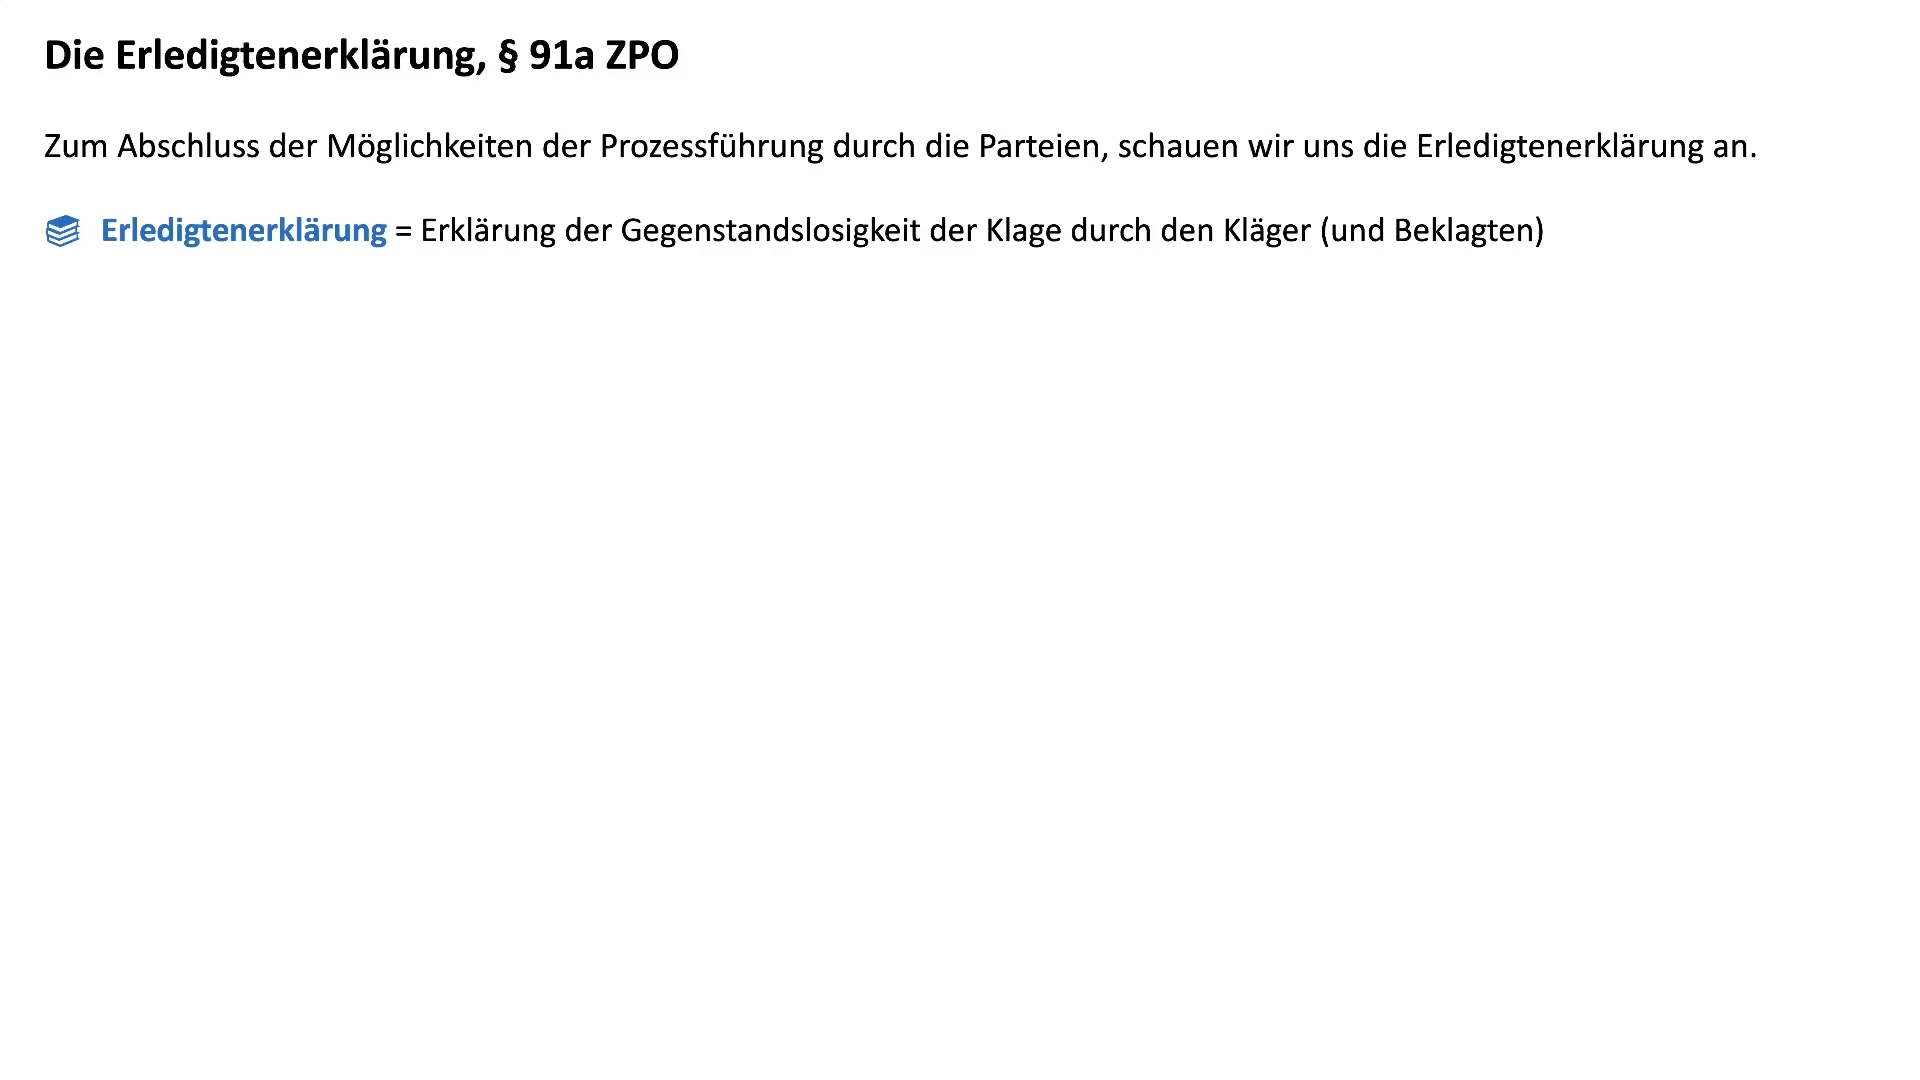 Die Erledigtenerklärung, § 91a ZPO
Zum Abschluss der Möglichkeiten der Prozessführung durch die Parteien, schauen wir uns die Erledigtenerklärung an.
Erledigtenerklärung = Erklärung der Gegenstandslosigkeit der Klage durch den Kläger (und Beklagten)